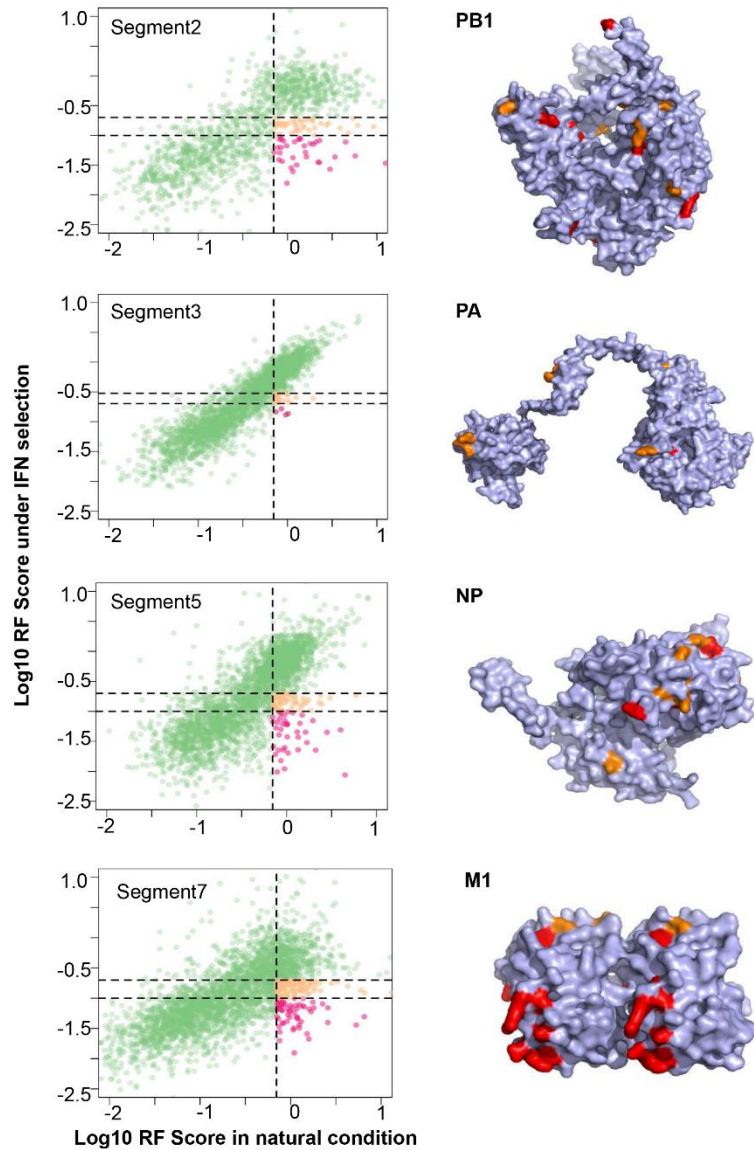 Log10 RF Score under IFN selection
Segment2
PB1
1.0
-0.5
-1.5
-2.5
-2 -1 0 1
Segment3
PA
1.0
-0.5
-1.5
-2.5
-2 -1 0 1
Segment5
NP
1.0
-0.5
-1.5
-2.5
-2 -1 0 1
Segment7
M1
1.0
-0.5
-1.5
-2.5
-2 -1 0 1
Log10 RF Score in natural condition